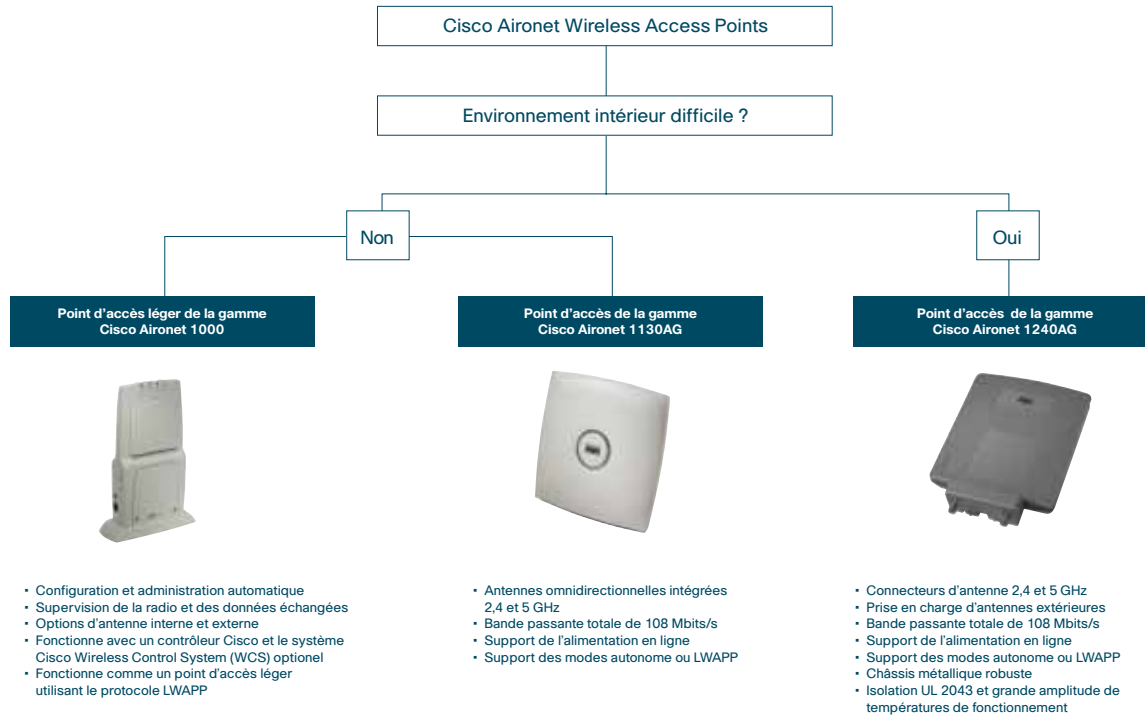 Cisco Aironet Wireless Access Points
Environnement intérieur difficile ?
Non
Oui
Point d'accès léger de la gamme
Cisco Aironet 1000
Point d'accès de la gamme
Cisco Aironet 1130AG
Point d'accès de la gamme
Cisco Aironet 1240AG
▪ Configuration et administration automatique
▪ Supervision de la radio et des données échangées
▪ Options d'antenne interne et externe
▪ Fonctionne avec un contrôleur Cisco et le système
Cisco Wireless Control System (WCS) optionel
▪ Fonctionne comme un point d'accès léger
utilisant le protocole LWAPP
▪ Antennes omnidirectionnelles intégrées
2,4 et 5 GHz
▪ Bande passante totale de 108 Mbits/s
▪ Support de l'alimentation en ligne
▪ Support des modes autonome ou LWAPP
▪ Connecteurs d'antenne 2,4 et 5 GHz
▪ Prise en charge d'antennes extérieures
▪ Bande passante totale de 108 Mbits/s
▪ Support de l'alimentation en ligne
▪ Support des modes autonome ou LWAPP
▪ Châssis métallique robuste
▪ Isolation UL 2043 et grande amplitude de
températures de fonctionnement